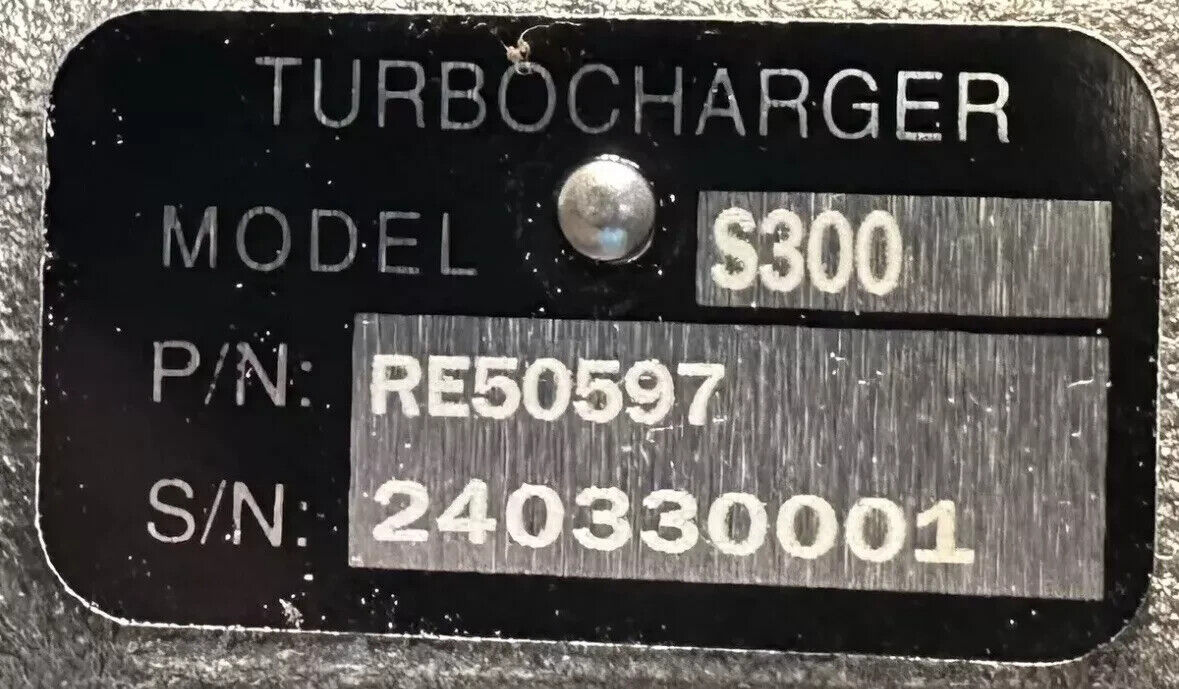 TURBOCHARGER
MODEL S300
P/N: RE50597
S/N: 240330001